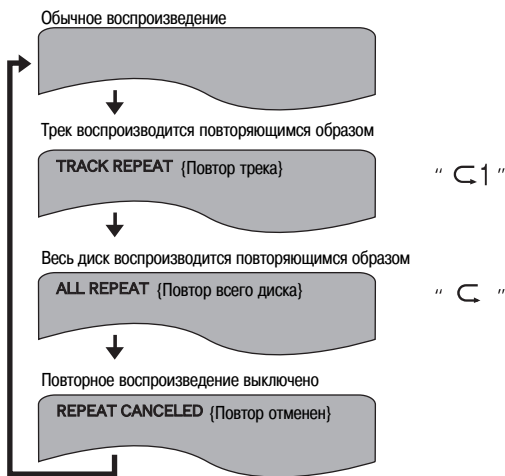 Обычное воспроизведение
Трек воспроизводится повторяющимся образом
TRACK REPEAT {Повтор трека}
“ ⊂1 ”
Весь диск воспроизводится повторяющимся образом
ALL REPEAT {Повтор всего диска}
“ ⊂ ”
Повторное воспроизведение выключено
REPEAT CANCELED {Повтор отменен}